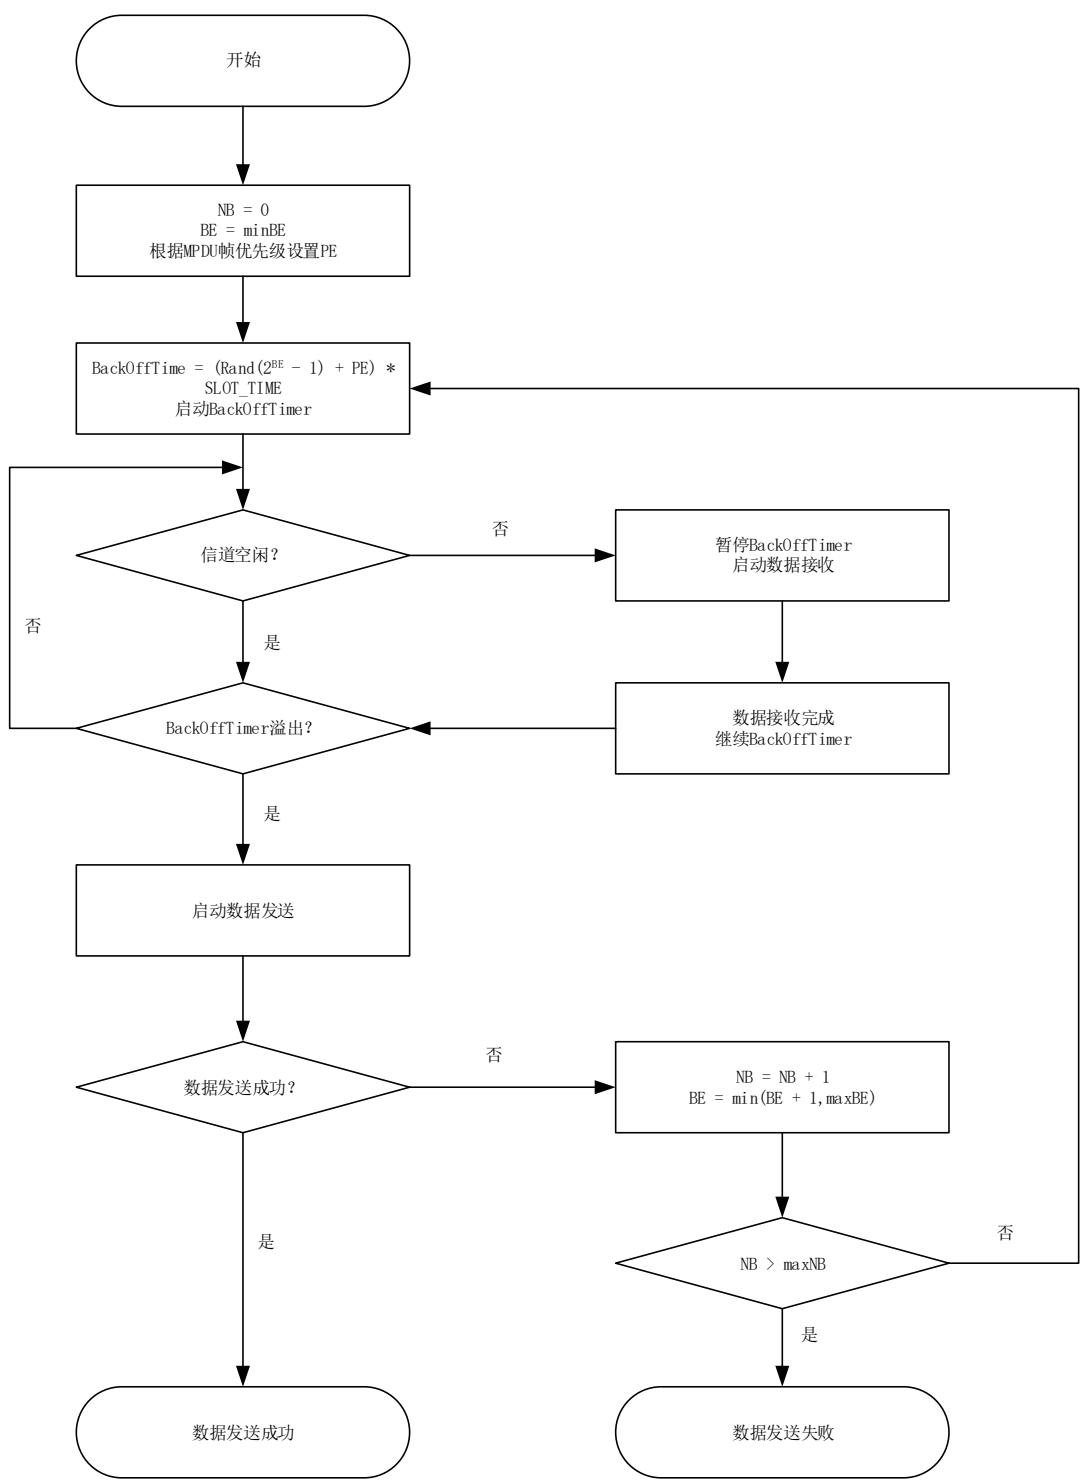 开始
NB = 0
BE = minBE
根据MPDU帧优先级设置PE
BackOffTime = (Rand(2^BE - 1) + PE) *
SLOT_TIME
启动BackOffTimer
信道空闲?
否
暂停BackOffTimer
启动数据接收
否
是
BackOffTimer溢出?
数据接收完成
继续BackOffTimer
是
启动数据发送
数据发送成功?
否
NB = NB + 1
BE = min(BE + 1,maxBE)
是
NB > maxNB
否
是
数据发送成功
数据发送失败